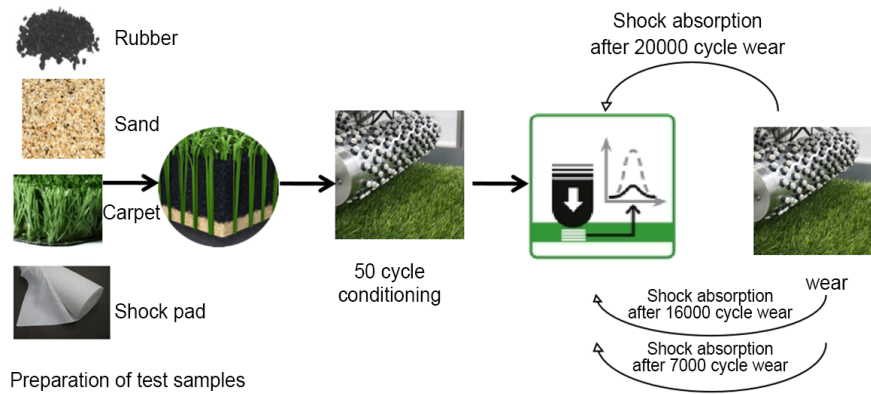 Rubber
Sand
Carpet
Shock pad
Preparation of test samples
50 cycle
conditioning
Shock absorption
after 20000 cycle wear
wear
Shock absorption
after 16000 cycle wear
Shock absorption
after 7000 cycle wear